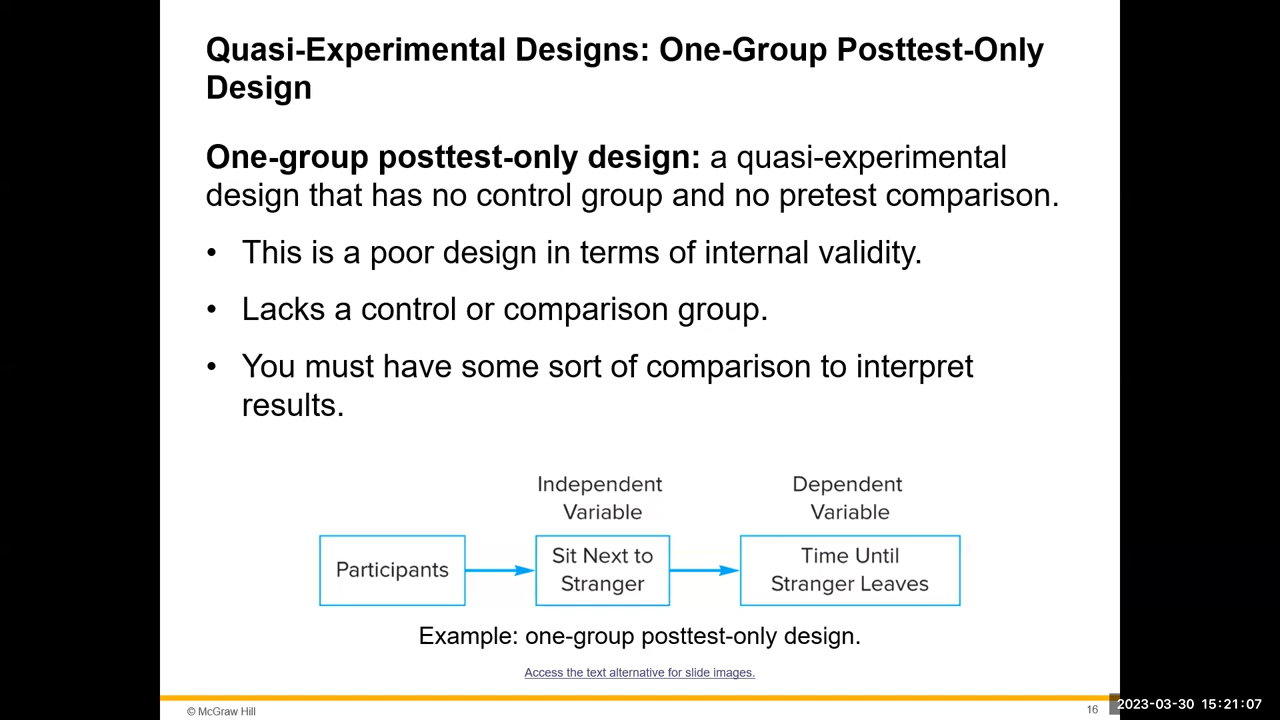 Quasi-Experimental Designs: One-Group Posttest-Only
Design
One-group posttest-only design: a quasi-experimental
design that has no control group and no pretest comparison.
• This is a poor design in terms of internal validity.
• Lacks a control or comparison group.
• You must have some sort of comparison to interpret
results.
Independent
Variable
Dependent
Variable
Participants
Sit Next to
Stranger
Time Until
Stranger Leaves
Example: one-group posttest-only design.
Access the text alternative for slide images.
© McGraw Hill
16
2023-03-30 15:21:07